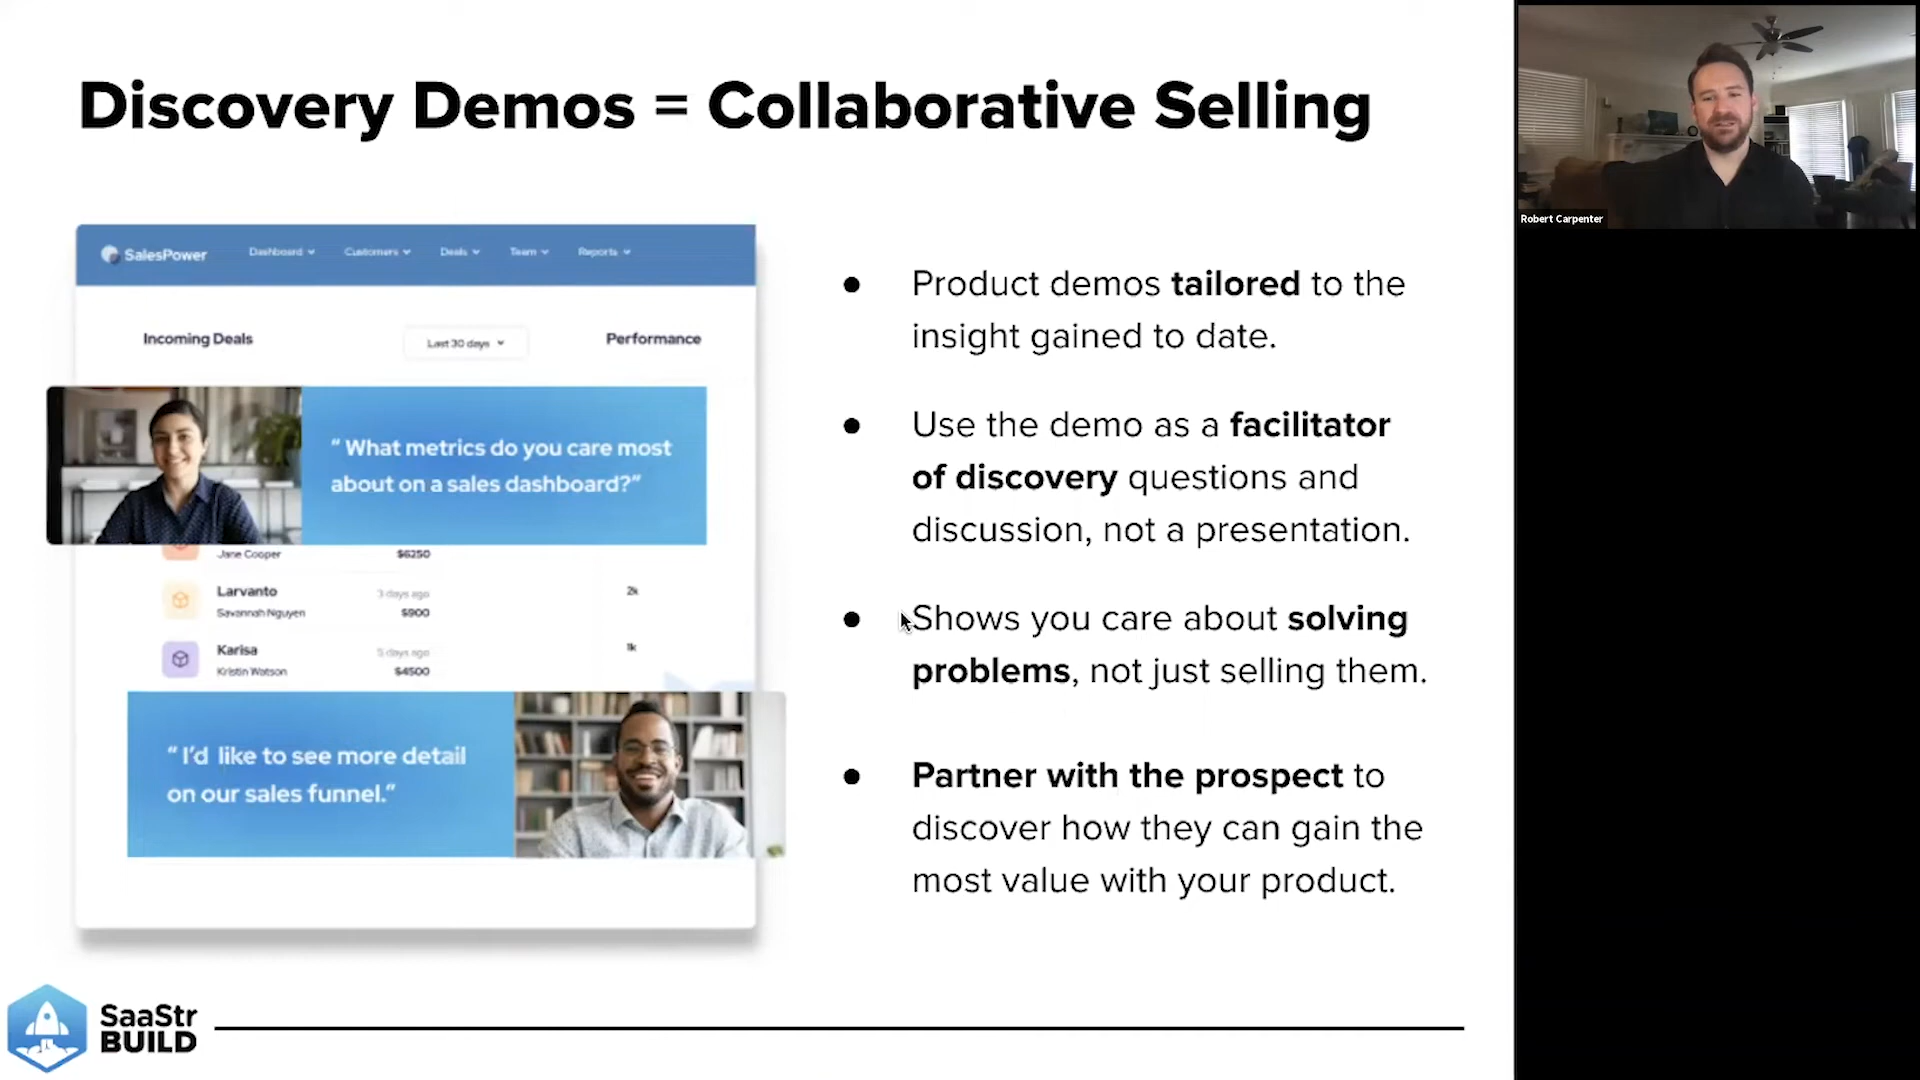 Discovery Demos = Collaborative Selling
SalesPower
Dashboard
Customers
Deals
Team
Reports
Incoming Deals
Last 30 days
Performance
“ What metrics do you care most
about on a sales dashboard?”
Jane Cooper
$6250
Larvanto
3 days ago
2k
Savannah Nguyen
$900
Karisa
5 days ago
1k
Kristin Watson
$4500
“ I’d like to see more detail
on our sales funnel.”
● Product demos tailored to the
insight gained to date.
● Use the demo as a facilitator
of discovery questions and
discussion, not a presentation.
● Shows you care about solving
problems, not just selling them.
● Partner with the prospect to
discover how they can gain the
most value with your product.
SaaStr
BUILD
Robert Carpenter